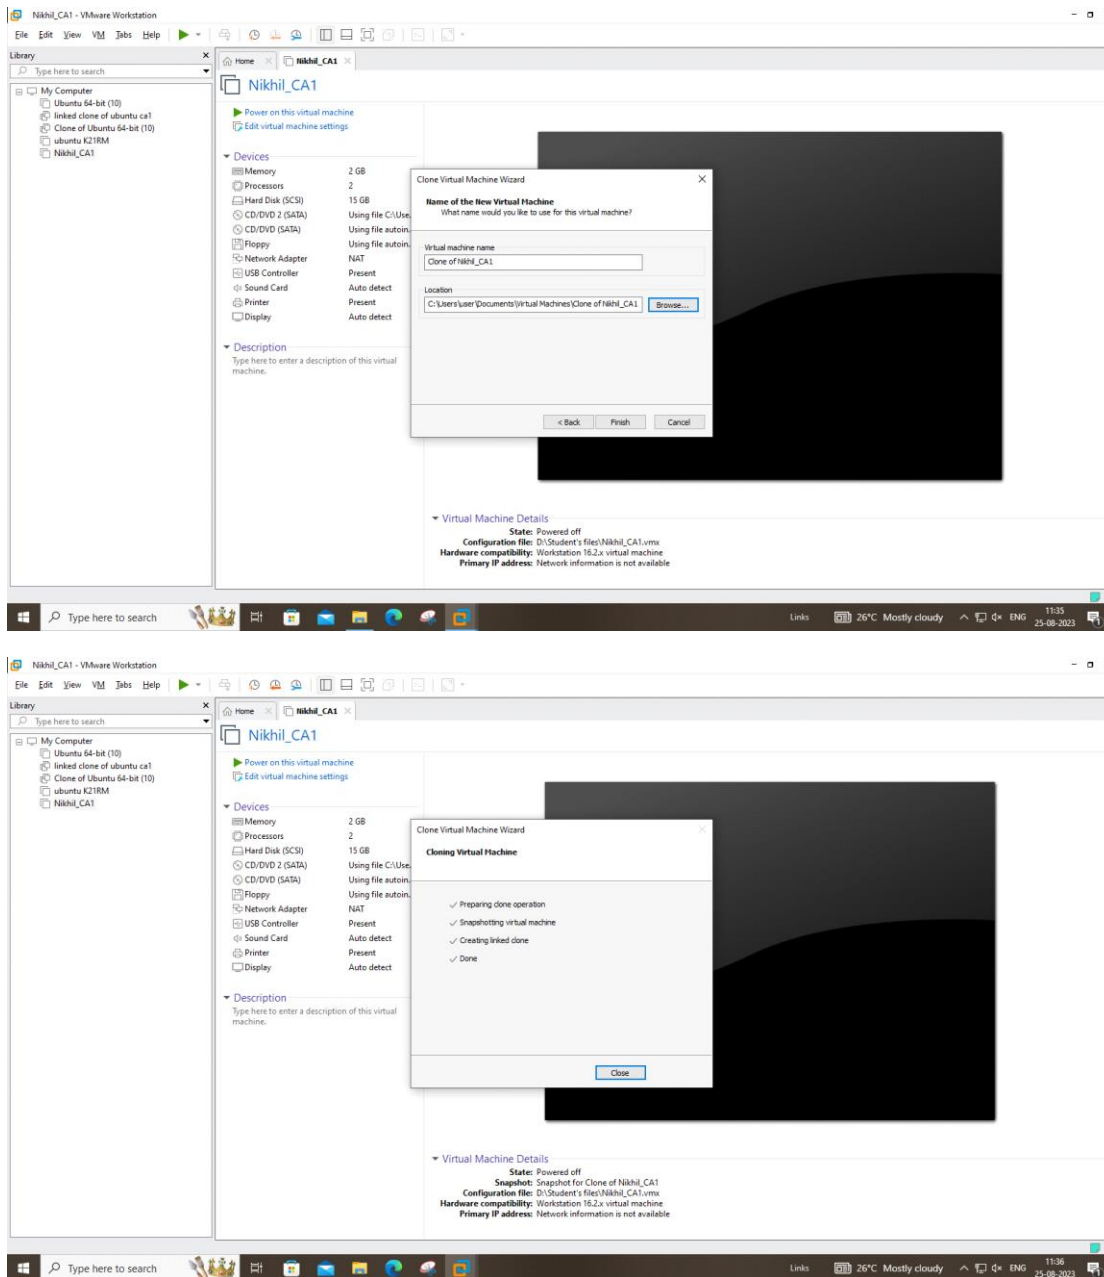 Nikhil_CA1 - VMware Workstation
File Edit View VM Tabs Help
Library
Type here to search
My Computer
Ubuntu 64-bit (10)
linked clone of ubuntu ca1
Clone of Ubuntu 64-bit (10)
ubuntu K21RM
Nikhil_CA1
Home Nikhil_CA1
Nikhil_CA1
Power on this virtual machine
Edit virtual machine settings
Devices
Memory 2 GB
Processors 2
Hard Disk (SCSI) 15 GB
CD/DVD 2 (SATA) Using file C:\Use...
CD/DVD (SATA) Using file autoin...
Floppy Using file autoin...
Network Adapter NAT
USB Controller Present
Sound Card Auto detect
Printer Present
Display Auto detect
Description
Type here to enter a description of this virtual
machine.
Clone Virtual Machine Wizard
Name of the New Virtual Machine
What name would you like to use for this virtual machine?
Virtual machine name
Clone of Nikhil_CA1
Location
C:\Users\user\Documents\Virtual Machines\Clone of Nikhil_CA1 Browse...
< Back Finish Cancel
Virtual Machine Details
State: Powered off
Configuration file: D:\Student's files\Nikhil_CA1.vmx
Hardware compatibility: Workstation 16.2.x virtual machine
Primary IP address: Network information is not available
Type here to search Links 26°C Mostly cloudy ENG 11:35
25-08-2023
Nikhil_CA1 - VMware Workstation
File Edit View VM Tabs Help
Library
Type here to search
My Computer
Ubuntu 64-bit (10)
linked clone of ubuntu ca1
Clone of Ubuntu 64-bit (10)
ubuntu K21RM
Nikhil_CA1
Home Nikhil_CA1
Nikhil_CA1
Power on this virtual machine
Edit virtual machine settings
Devices
Memory 2 GB
Processors 2
Hard Disk (SCSI) 15 GB
CD/DVD 2 (SATA) Using file C:\Use...
CD/DVD (SATA) Using file autoin...
Floppy Using file autoin...
Network Adapter NAT
USB Controller Present
Sound Card Auto detect
Printer Present
Display Auto detect
Description
Type here to enter a description of this virtual
machine.
Clone Virtual Machine Wizard
Cloning Virtual Machine
Preparing clone operation
Snapshotting virtual machine
Creating linked clone
Done
Close
Virtual Machine Details
State: Powered off
Snapshot: Snapshot for Clone of Nikhil_CA1
Configuration file: D:\Student's files\Nikhil_CA1.vmx
Hardware compatibility: Workstation 16.2.x virtual machine
Primary IP address: Network information is not available
Type here to search Links 26°C Mostly cloudy ENG 11:36
25-08-2023